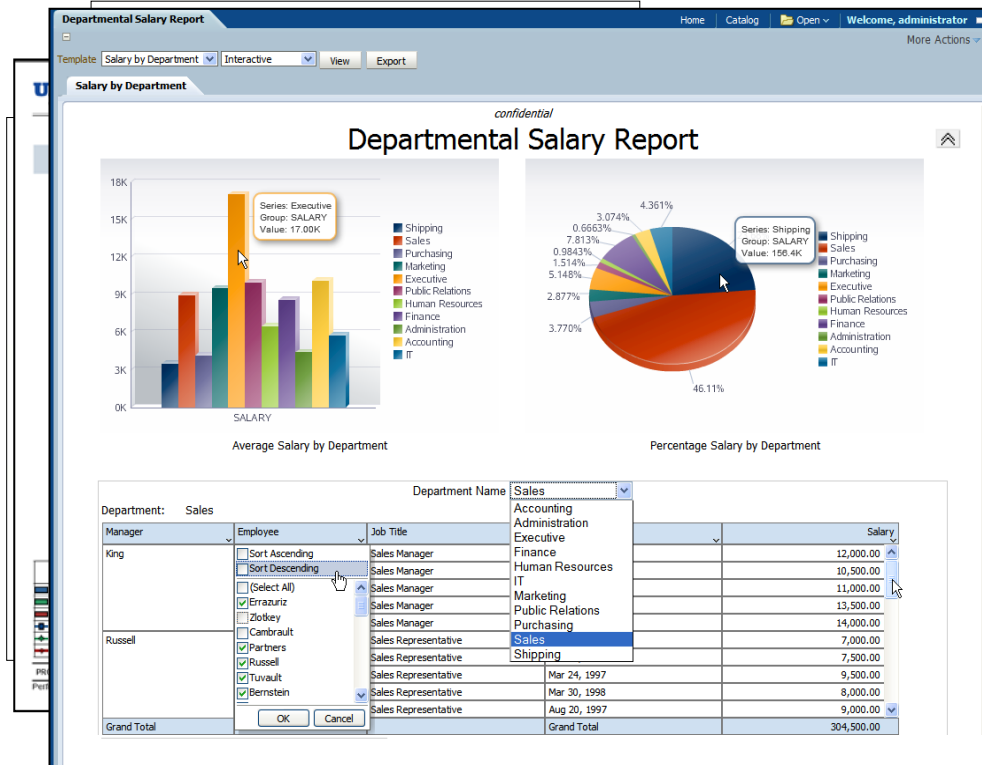 Departmental Salary Report
Home Catalog Open Welcome, administrator
More Actions
Template Salary by Department Interactive View Export
Salary by Department
confidential
Departmental Salary Report
18K
15K
12K
9K
6K
3K
0K
SALARY
Series: Executive
Group: SALARY
Value: 17.00K
Shipping
Sales
Purchasing
Marketing
Executive
Public Relations
Human Resources
Finance
Administration
Accounting
IT
Average Salary by Department
4.361%
3.074%
0.6663%
7.813%
0.9843%
1.514%
5.148%
2.877%
3.770%
46.11%
Series: Shipping
Group: SALARY
Value: 156.4K
Shipping
Sales
Purchasing
Marketing
Executive
Public Relations
Human Resources
Finance
Administration
Accounting
IT
Percentage Salary by Department
Department Name Sales
Accounting
Administration
Executive
Finance
Human Resources
IT
Marketing
Public Relations
Purchasing
Sales
Shipping
Department: Sales
Manager Employee Job Title Salary
Sort Ascending
Sort Descending
(Select All)
Errazuriz
Zlotkey
Cambrault
Partners
Russell
Tuvault
Bernstein
OK Cancel
King Sales Manager 12,000.00
Sales Manager 10,500.00
Sales Manager 11,000.00
Sales Manager 13,500.00
Sales Manager 14,000.00
Russell Sales Representative 7,000.00
Sales Representative 7,500.00
Sales Representative Mar 24, 1997 9,500.00
Sales Representative Mar 30, 1998 8,000.00
Sales Representative Aug 20, 1997 9,000.00
Grand Total Grand Total 304,500.00